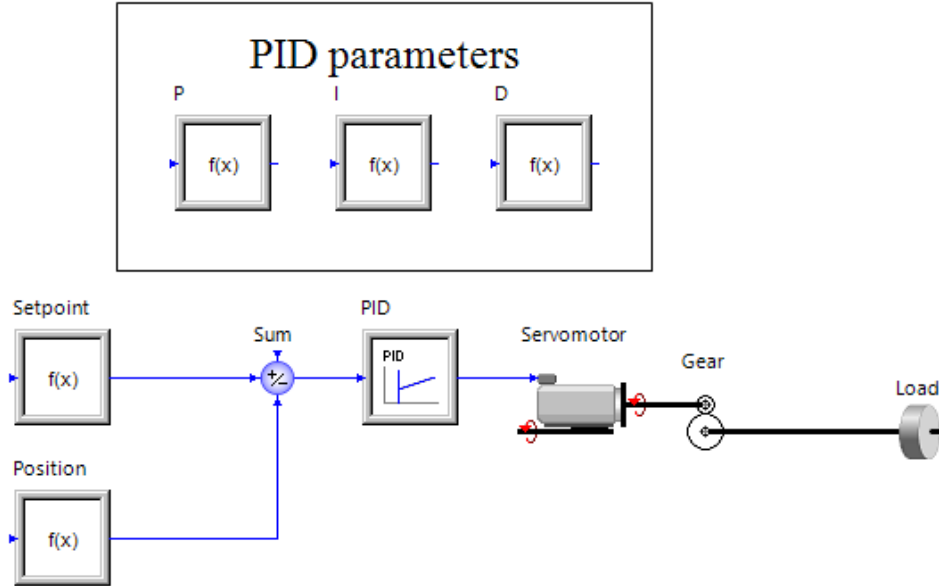 PID parameters
P I D
f(x) f(x) f(x)
Setpoint
PID
Sum
Servomotor
f(x)
PID
+/-
Gear
Load
Position
f(x)